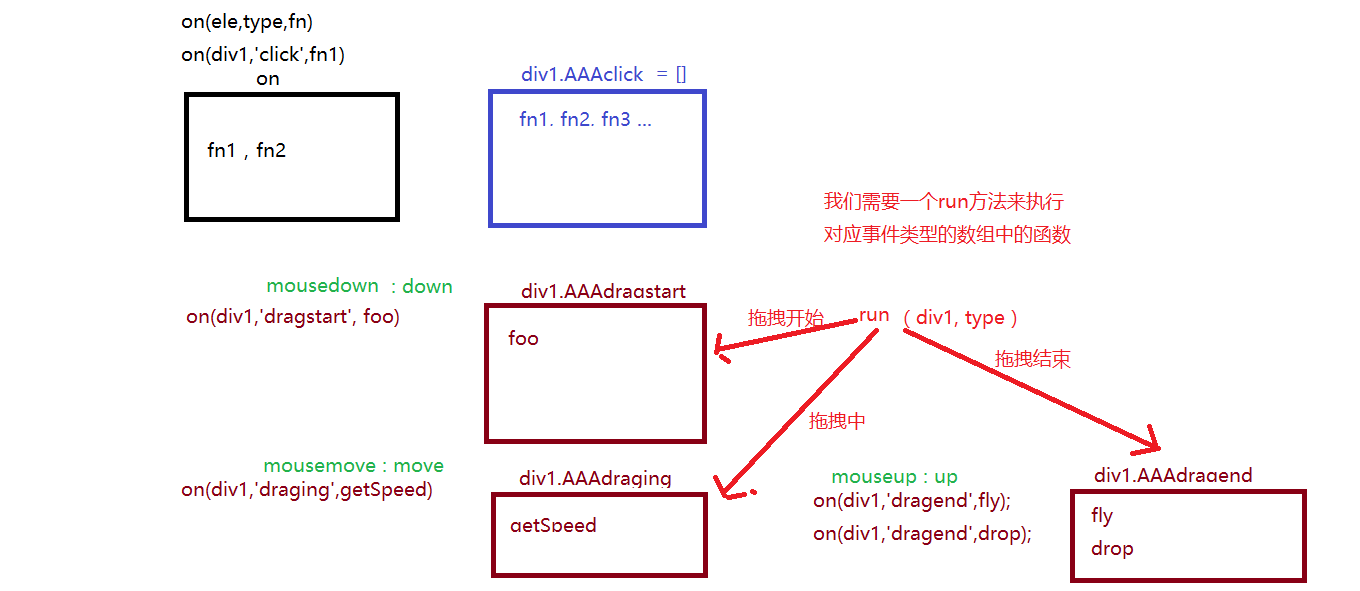 on(ele,type,fn)
on(div1,'click',fn1)
on
fn1 , fn2
div1.AAAclick = []
fn1. fn2. fn3 ...
我们需要一个run方法来执行
对应事件类型的数组中的函数
mousedown : down
on(div1,'dragstart', foo)
div1.AAAdragstart
foo
拖拽开始
run ( div1, type )
拖拽结束
拖拽中
mousemove : move
on(div1,'draging',getSpeed)
div1.AAAdraging
getSpeed
mouseup : up
on(div1,'dragend',fly);
on(div1,'dragend',drop);
div1.AAAdragend
fly
drop